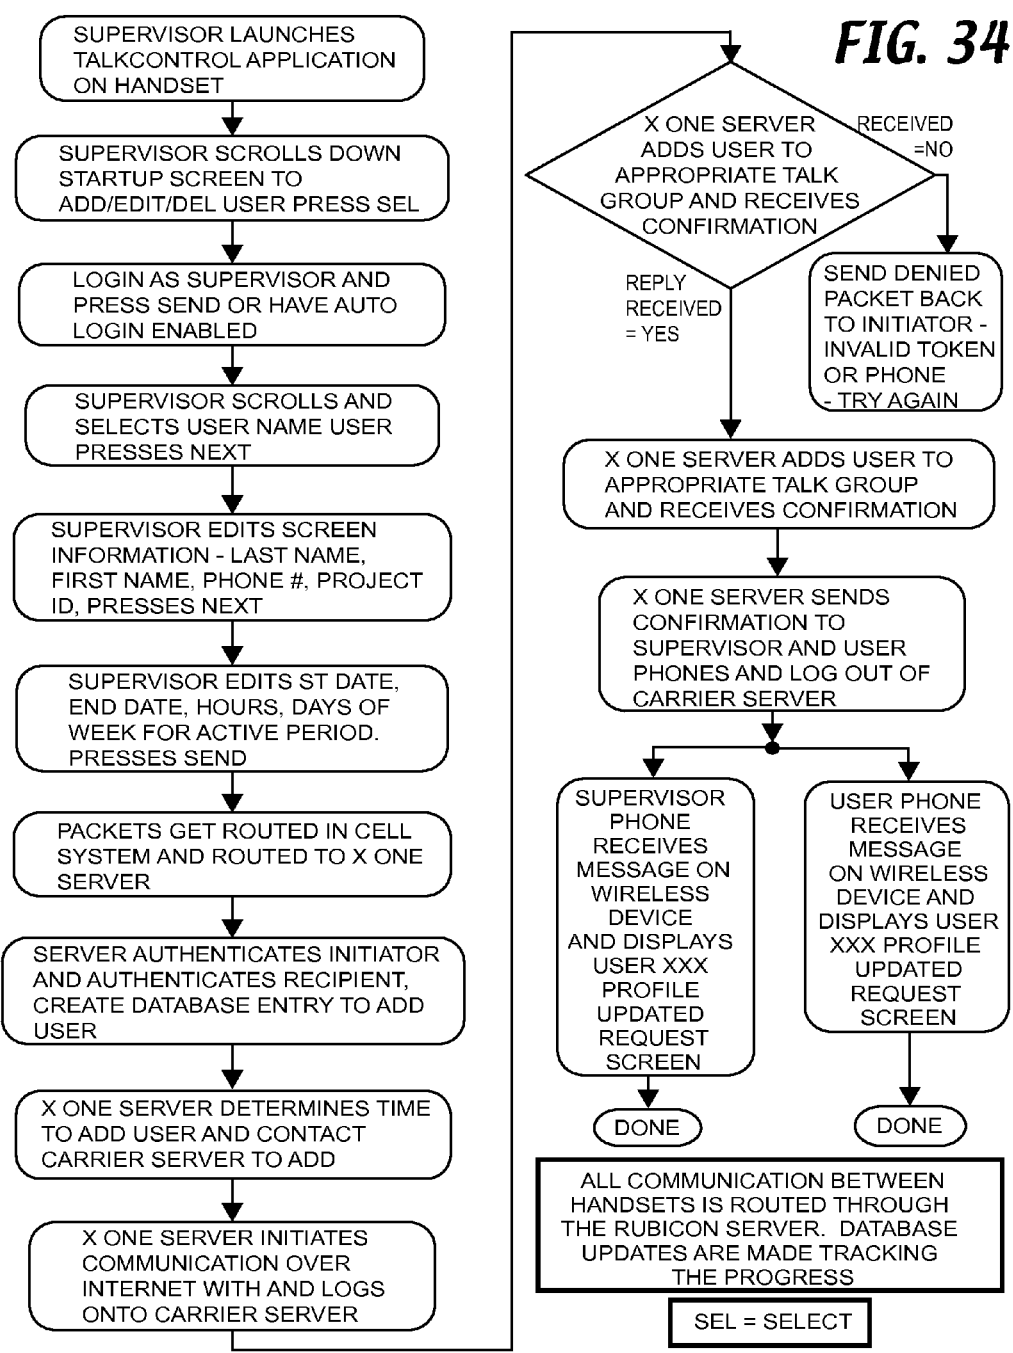 FIG. 34
SUPERVISOR LAUNCHES
TALKCONTROL APPLICATION
ON HANDSET
SUPERVISOR SCROLLS DOWN
STARTUP SCREEN TO
ADD/EDIT/DEL USER PRESS SEL
LOGIN AS SUPERVISOR AND
PRESS SEND OR HAVE AUTO
LOGIN ENABLED
SUPERVISOR SCROLLS AND
SELECTS USER NAME USER
PRESSES NEXT
SUPERVISOR EDITS SCREEN
INFORMATION - LAST NAME,
FIRST NAME, PHONE #, PROJECT
ID, PRESSES NEXT
SUPERVISOR EDITS ST DATE,
END DATE, HOURS, DAYS OF
WEEK FOR ACTIVE PERIOD.
PRESSES SEND
PACKETS GET ROUTED IN CELL
SYSTEM AND ROUTED TO X ONE
SERVER
SERVER AUTHENTICATES INITIATOR
AND AUTHENTICATES RECIPIENT,
CREATE DATABASE ENTRY TO ADD
USER
X ONE SERVER DETERMINES TIME
TO ADD USER AND CONTACT
CARRIER SERVER TO ADD
X ONE SERVER INITIATES
COMMUNICATION OVER
INTERNET WITH AND LOGS
ONTO CARRIER SERVER
X ONE SERVER
ADDS USER TO
APPROPRIATE TALK
GROUP AND RECEIVES
CONFIRMATION
RECEIVED
=NO
SEND DENIED
PACKET BACK
TO INITIATOR -
INVALID TOKEN
OR PHONE
- TRY AGAIN
REPLY
RECEIVED
= YES
X ONE SERVER ADDS USER TO
APPROPRIATE TALK GROUP
AND RECEIVES CONFIRMATION
X ONE SERVER SENDS
CONFIRMATION TO
SUPERVISOR AND USER
PHONES AND LOG OUT OF
CARRIER SERVER
SUPERVISOR
PHONE
RECEIVES
MESSAGE ON
WIRELESS
DEVICE
AND DISPLAYS
USER XXX
PROFILE
UPDATED
REQUEST
SCREEN
DONE
USER PHONE
RECEIVES
MESSAGE
ON WIRELESS
DEVICE AND
DISPLAYS USER
XXX PROFILE
UPDATED
REQUEST
SCREEN
DONE
ALL COMMUNICATION BETWEEN
HANDSETS IS ROUTED THROUGH
THE RUBICON SERVER. DATABASE
UPDATES ARE MADE TRACKING
THE PROGRESS
SEL = SELECT